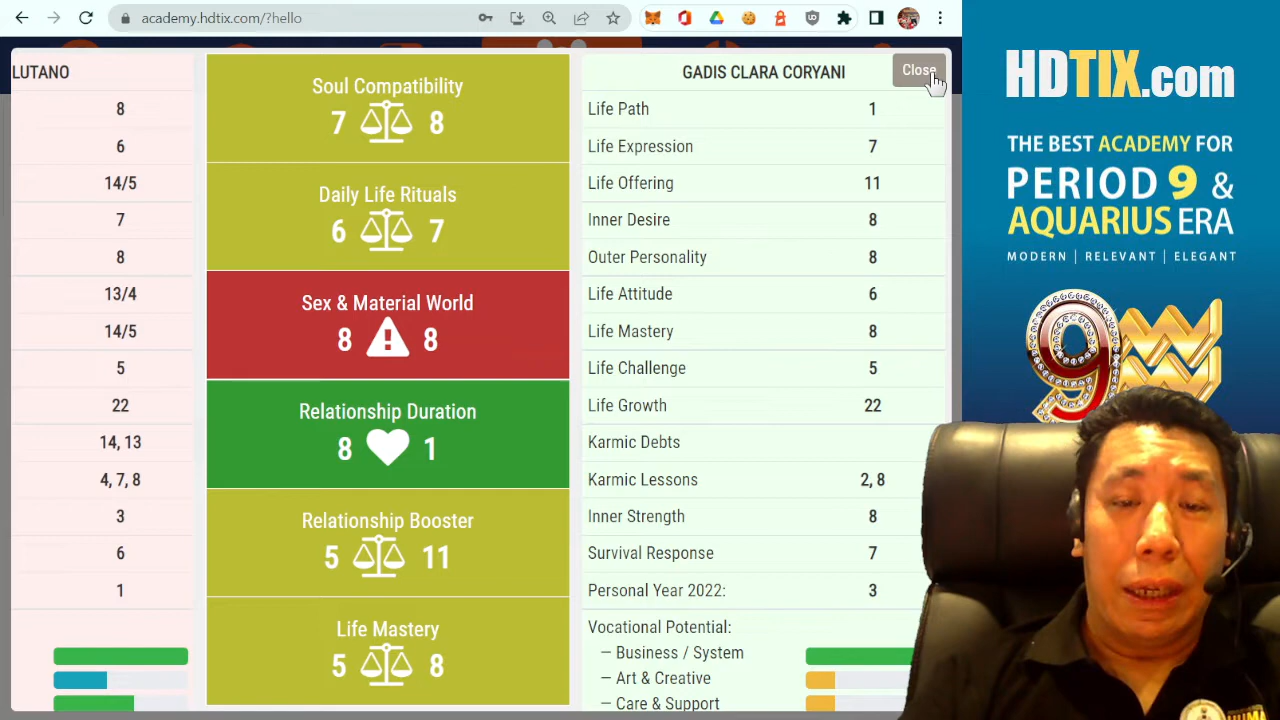 academy.hdtix.com/?hello
LUTANO
8
6
14/5
7
8
13/4
14/5
5
22
14, 13
4, 7, 8
3
6
1
Soul Compatibility
7 8
Daily Life Rituals
6 7
Sex & Material World
8 8
Relationship Duration
8 1
Relationship Booster
5 11
Life Mastery
5 8
GADIS CLARA CORYANI
Close
Life Path 1
Life Expression 7
Life Offering 11
Inner Desire 8
Outer Personality 8
Life Attitude 6
Life Mastery 8
Life Challenge 5
Life Growth 22
Karmic Debts
Karmic Lessons 2, 8
Inner Strength 8
Survival Response 7
Personal Year 2022: 3
Vocational Potential:
— Business / System
— Art & Creative
— Care & Support
HDTIX.com
THE BEST ACADEMY FOR
PERIOD 9 &
AQUARIUS ERA
MODERN | RELEVANT | ELEGANT
9